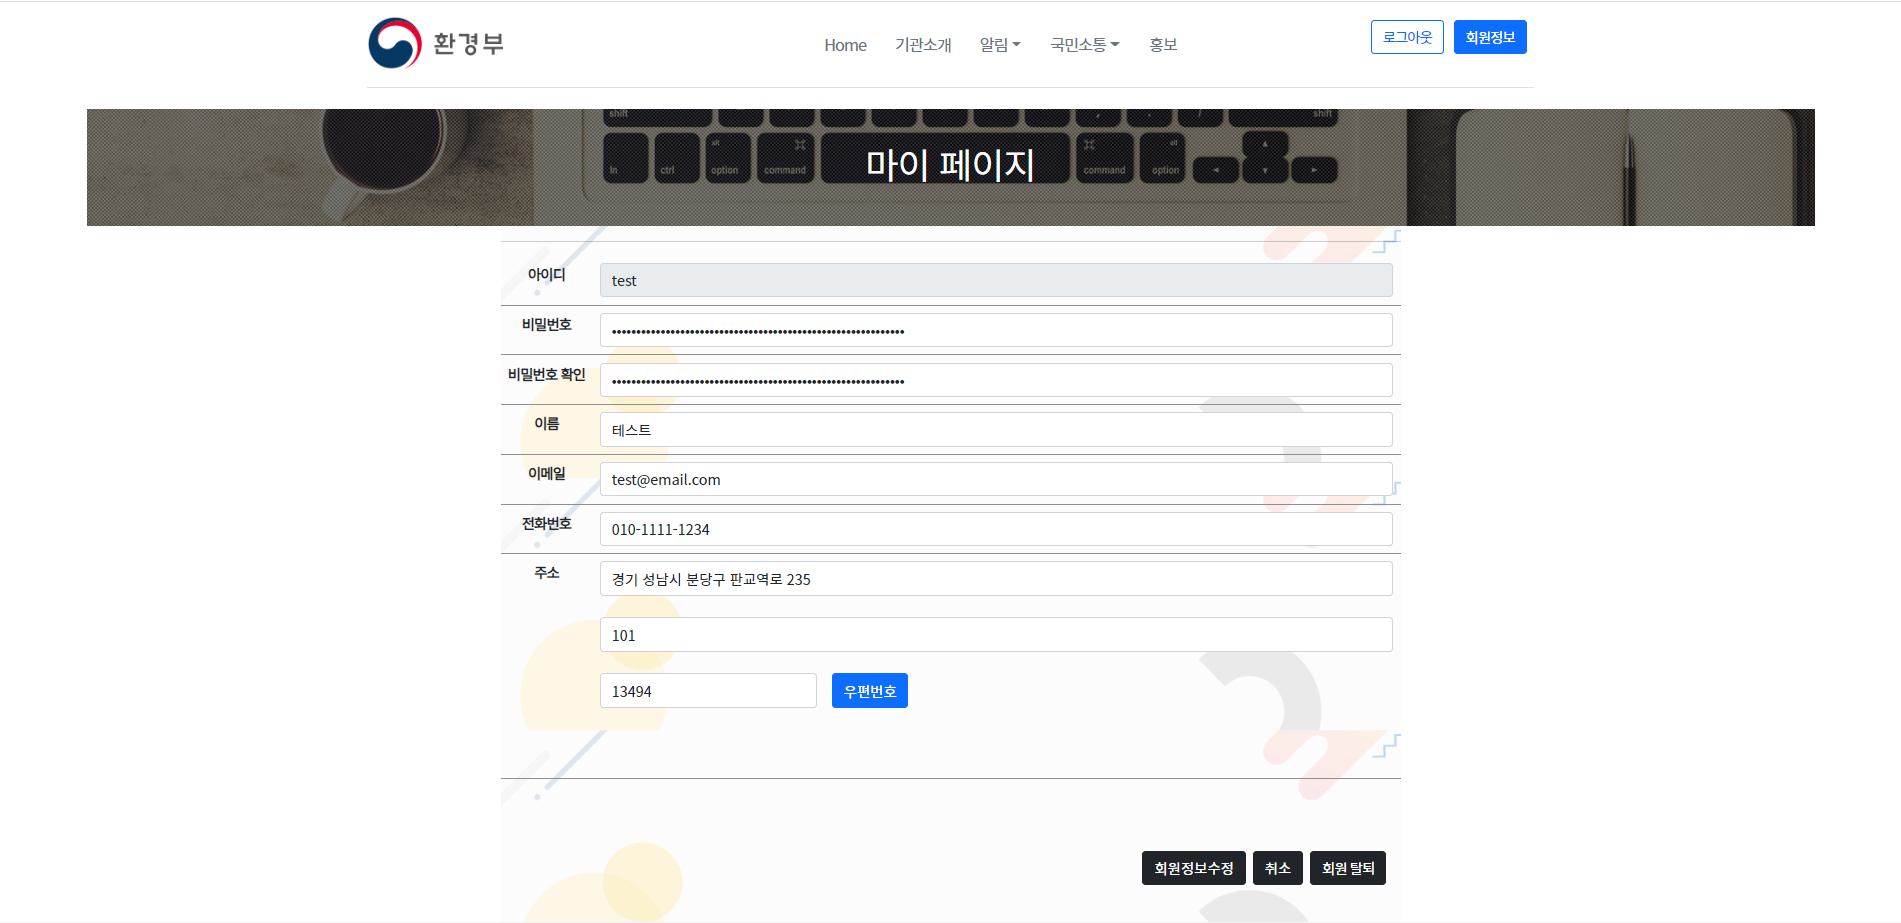 환경부
Home 기관소개 알림 국민소통 홍보
로그아웃 회원정보
shift , . / shift
fn ctrl alt option command command alt option
마이 페이지
아이디 test
비밀번호 ••••••••••••••••••••••••••••••••••••••••••••••••••••••••••••
비밀번호 확인 ••••••••••••••••••••••••••••••••••••••••••••••••••••••••••••
이름 테스트
이메일 test@email.com
전화번호 010-1111-1234
주소 경기 성남시 분당구 판교역로 235
101
13494 우편번호
회원정보수정 취소 회원 탈퇴